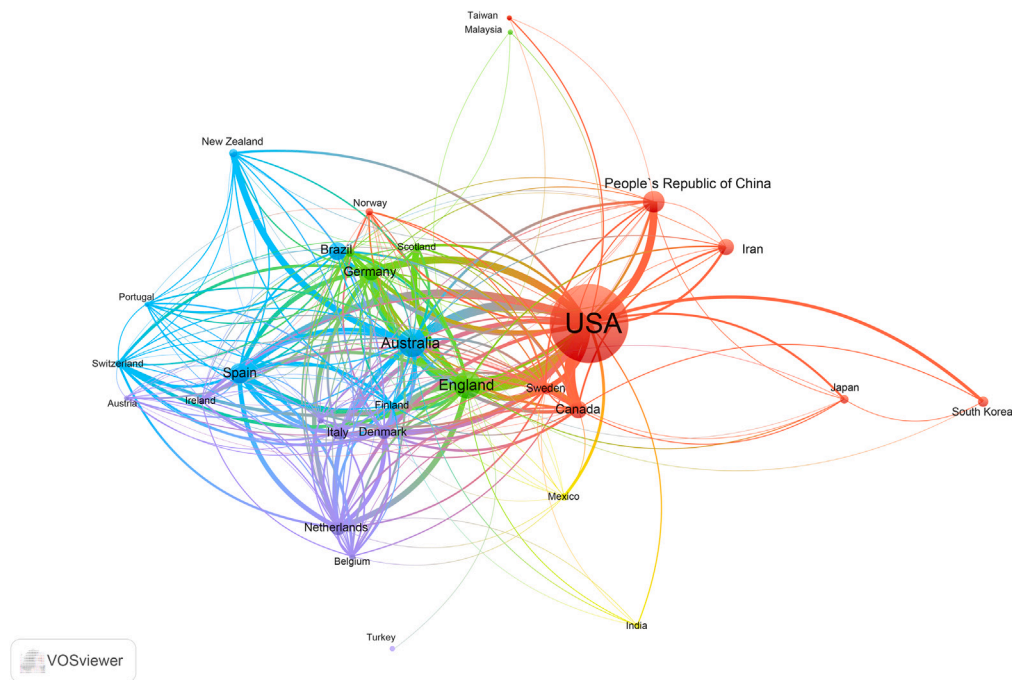 Taiwan
Malaysia
New Zealand
People`s Republic of China
Norway
Scotland
Brazil
Iran
Germany
Portugal
USA
Australia
Switzerland
Spain
England
Sweden
Japan
Austria
Ireland
Finland
Canada
South Korea
Italy
Denmark
Mexico
Netherlands
Belgium
India
Turkey
VOSviewer